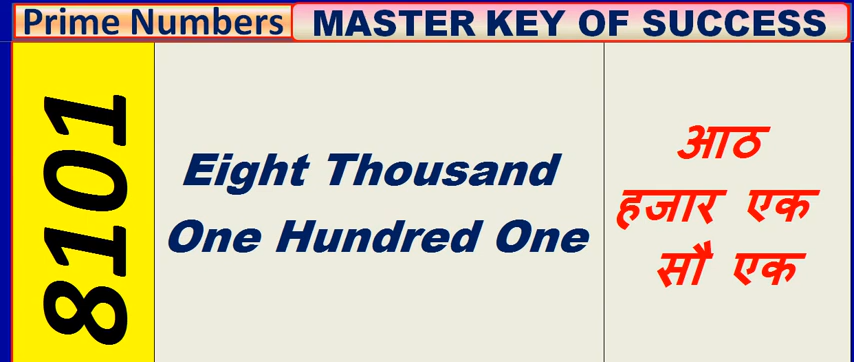 Prime Numbers
MASTER KEY OF SUCCESS
8101
Eight Thousand
One Hundred One
आठ
हजार एक
सौ एक